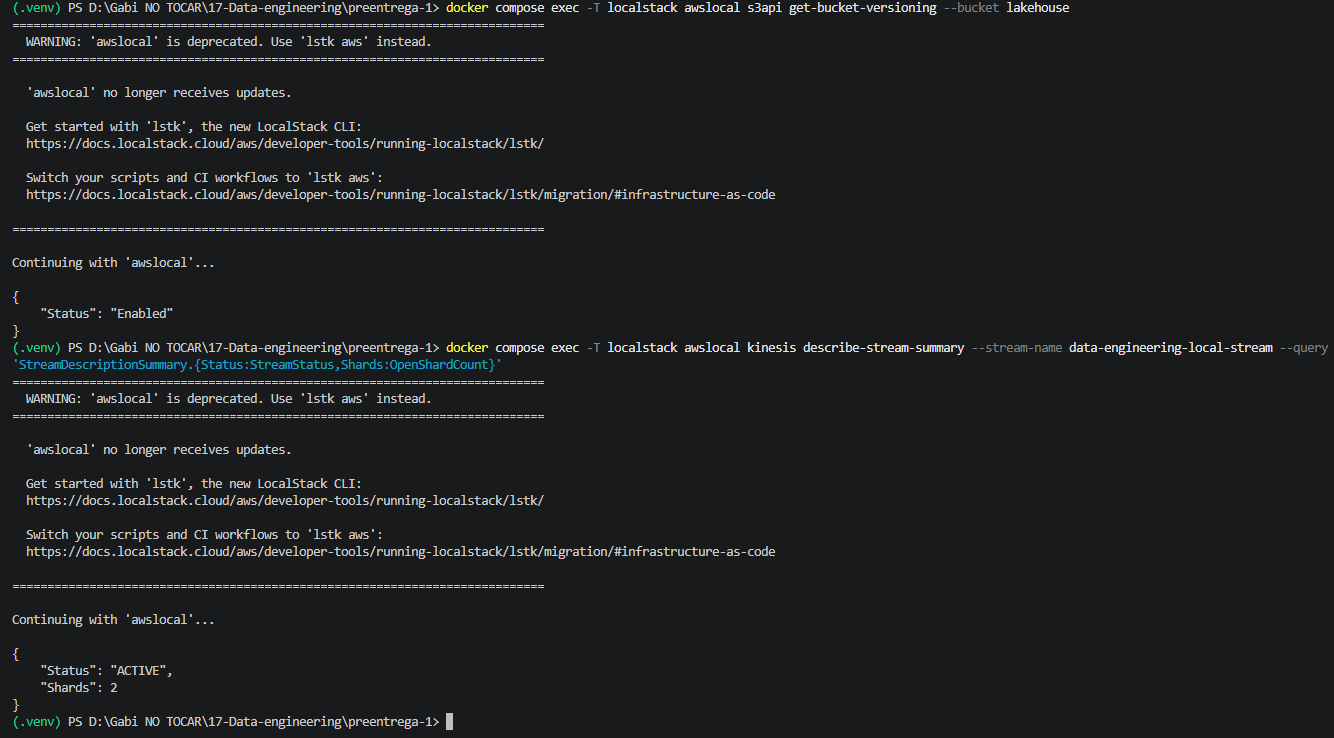 (.venv) PS D:\Gabi NO TOCAR\17-Data-engineering\preentrega-1> docker compose exec -T localstack awslocal s3api get-bucket-versioning --bucket lakehouse
============================================================================
  WARNING: 'awslocal' is deprecated. Use 'lstk aws' instead.
============================================================================
  'awslocal' no longer receives updates.
  Get started with 'lstk', the new LocalStack CLI:
  https://docs.localstack.cloud/aws/developer-tools/running-localstack/lstk/
  Switch your scripts and CI workflows to 'lstk aws':
  https://docs.localstack.cloud/aws/developer-tools/running-localstack/lstk/migration/#infrastructure-as-code
============================================================================
Continuing with 'awslocal'...
{
    "Status": "Enabled"
}
(.venv) PS D:\Gabi NO TOCAR\17-Data-engineering\preentrega-1> docker compose exec -T localstack awslocal kinesis describe-stream-summary --stream-name data-engineering-local-stream --query
'StreamDescriptionSummary.{Status:StreamStatus,Shards:OpenShardCount}'
============================================================================
  WARNING: 'awslocal' is deprecated. Use 'lstk aws' instead.
============================================================================
  'awslocal' no longer receives updates.
  Get started with 'lstk', the new LocalStack CLI:
  https://docs.localstack.cloud/aws/developer-tools/running-localstack/lstk/
  Switch your scripts and CI workflows to 'lstk aws':
  https://docs.localstack.cloud/aws/developer-tools/running-localstack/lstk/migration/#infrastructure-as-code
============================================================================
Continuing with 'awslocal'...
{
    "Status": "ACTIVE",
    "Shards": 2
}
(.venv) PS D:\Gabi NO TOCAR\17-Data-engineering\preentrega-1>